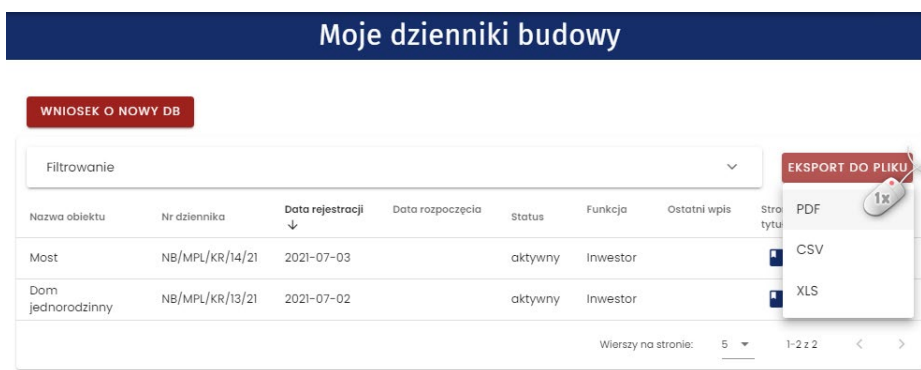 Moje dzienniki budowy
WNIOSEK O NOWY DB
Filtrowanie
EKSPORT DO PLIKU
1x
PDF
CSV
XLS
Nazwa obiektu Nr dziennika Data rejestracji Data rozpoczęcia Status Funkcja Ostatni wpis
Most NB/MPL/KR/14/21 2021-07-03 aktywny Inwestor
Dom
jednorodzinny NB/MPL/KR/13/21 2021-07-02 aktywny Inwestor
Wierszy na stronie: 5 1-2 z 2